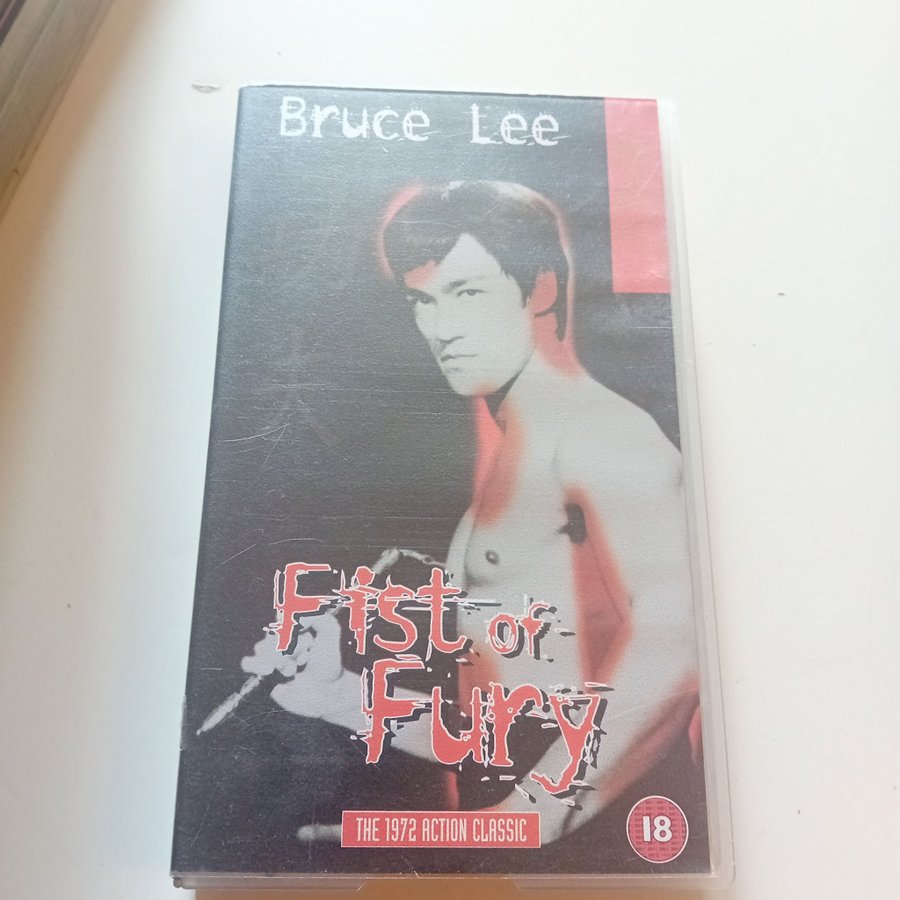 Bruce Lee
Fist of
Fury
THE 1972 ACTION CLASSIC
18